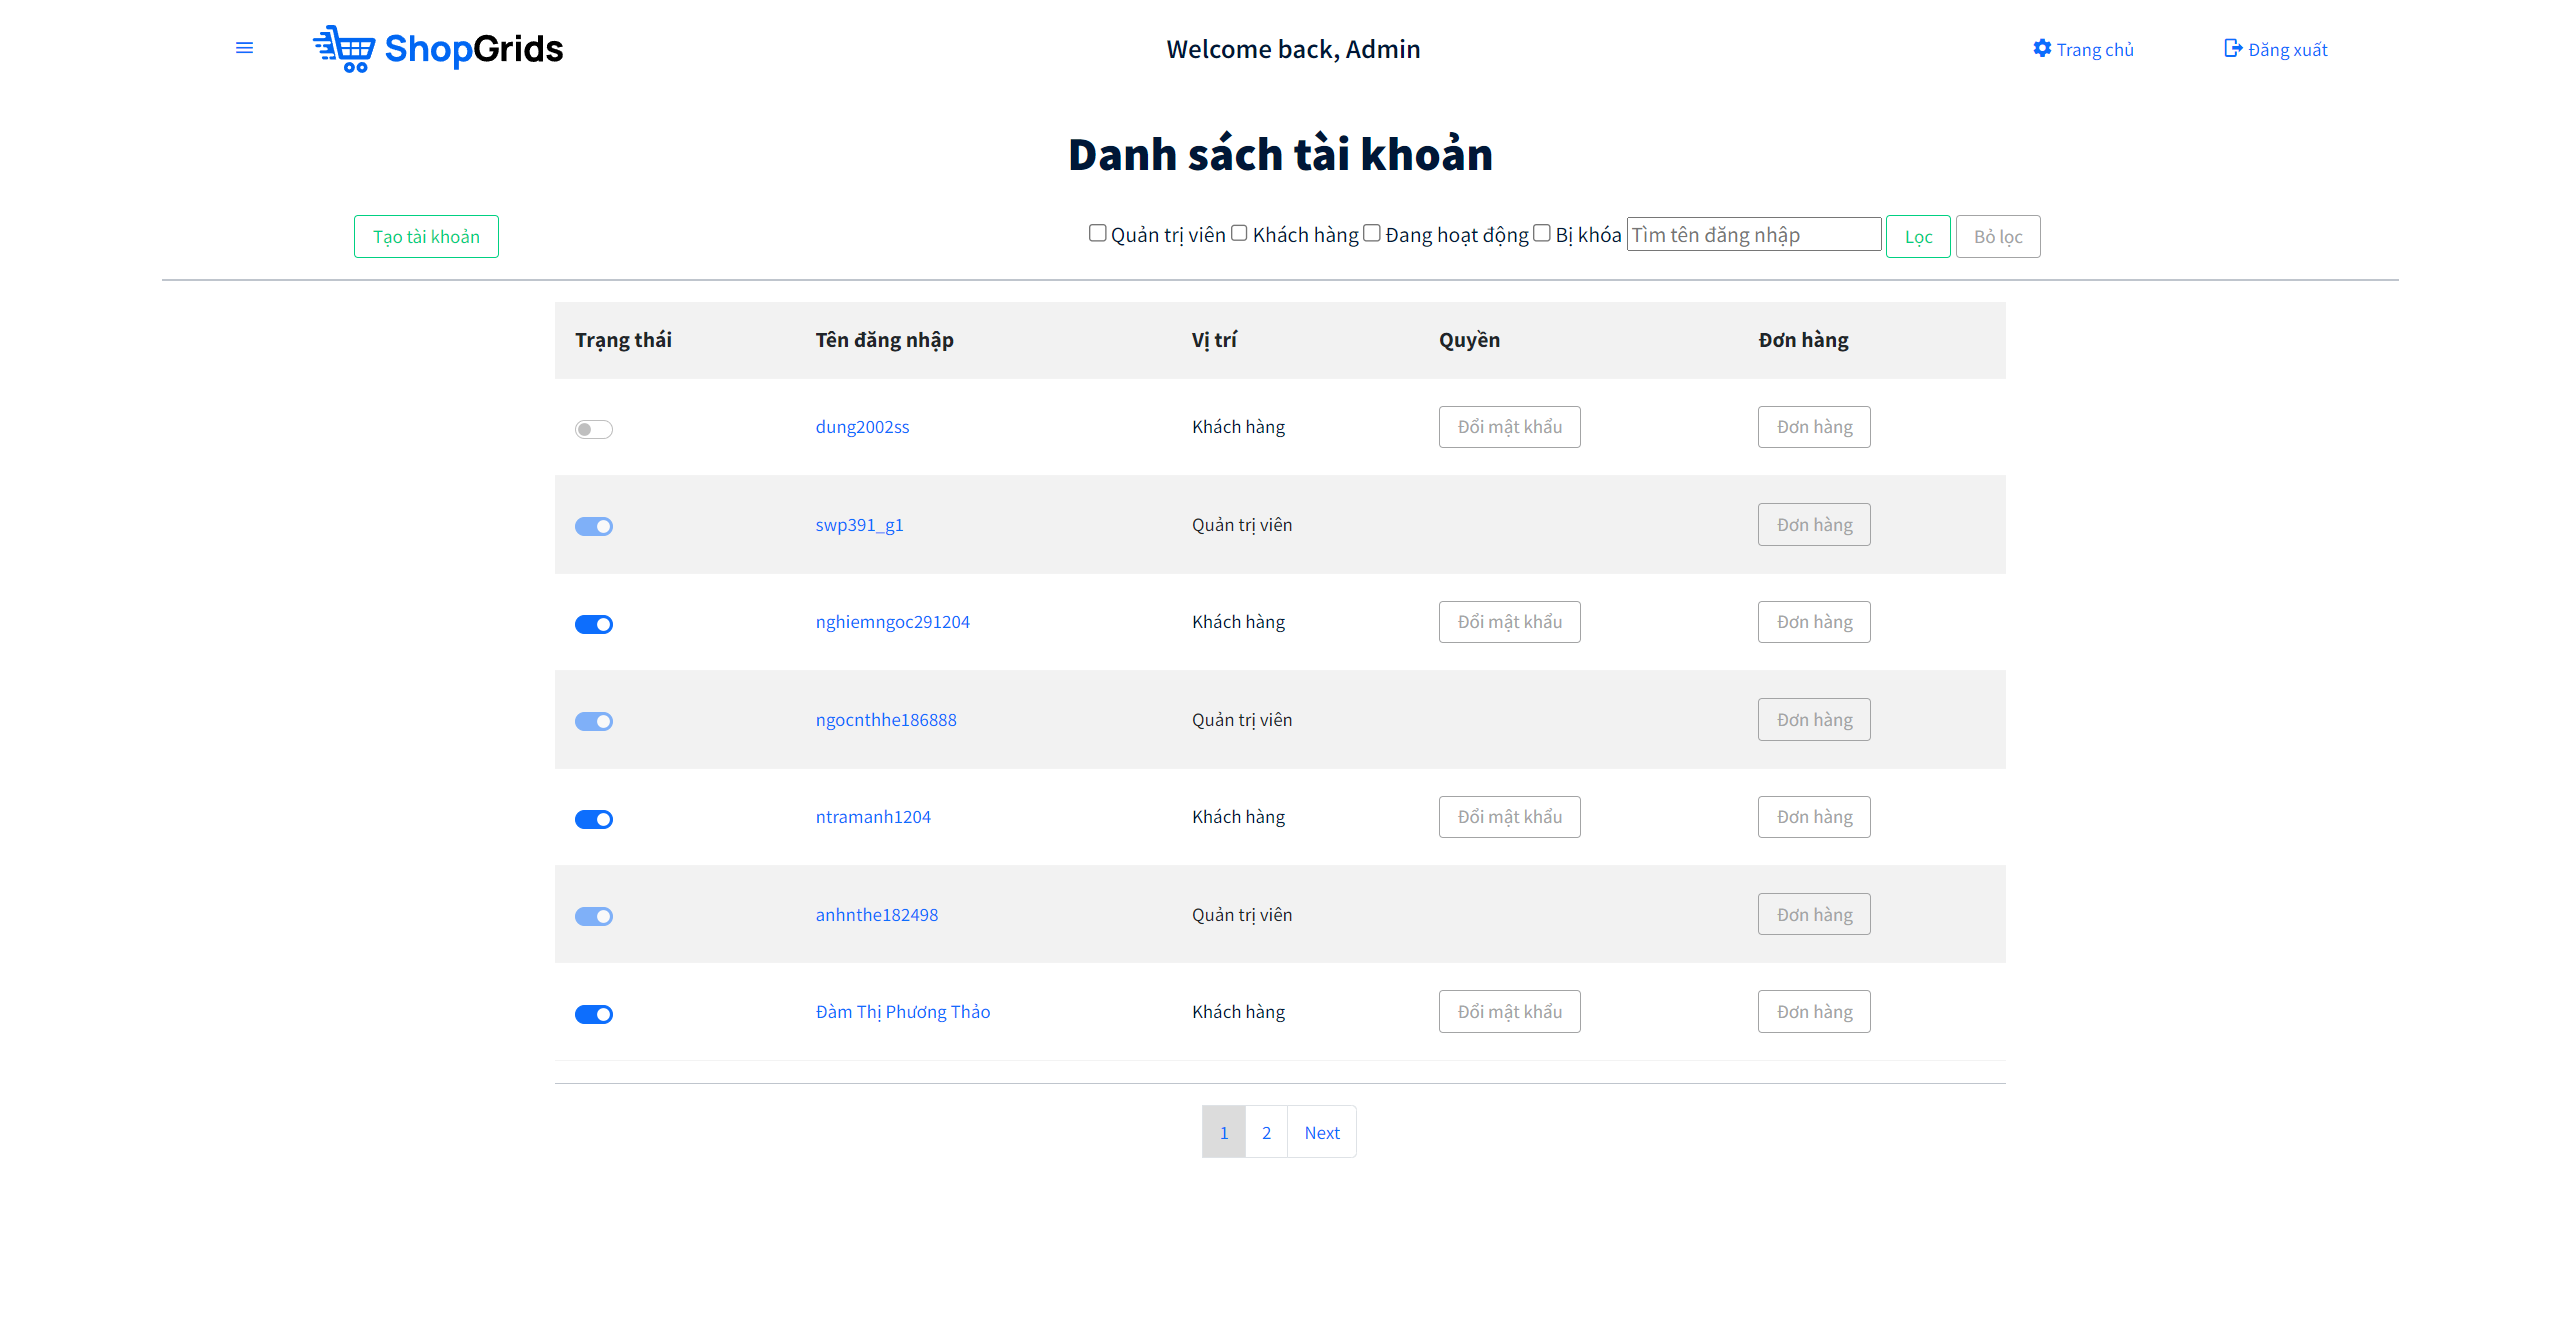 ShopGrids
Welcome back, Admin
Trang chủ
Đăng xuất
Danh sách tài khoản
Tạo tài khoản
Quản trị viên Khách hàng Đang hoạt động Bị khóa Tìm tên đăng nhập Lọc Bỏ lọc
Trạng thái Tên đăng nhập Vị trí Quyền Đơn hàng
dung2002ss Khách hàng Đổi mật khẩu Đơn hàng
swp391_g1 Quản trị viên Đơn hàng
nghiemngoc291204 Khách hàng Đổi mật khẩu Đơn hàng
ngocnthhe186888 Quản trị viên Đơn hàng
ntramanh1204 Khách hàng Đổi mật khẩu Đơn hàng
anhnthe182498 Quản trị viên Đơn hàng
Đàm Thị Phương Thảo Khách hàng Đổi mật khẩu Đơn hàng
1 2 Next